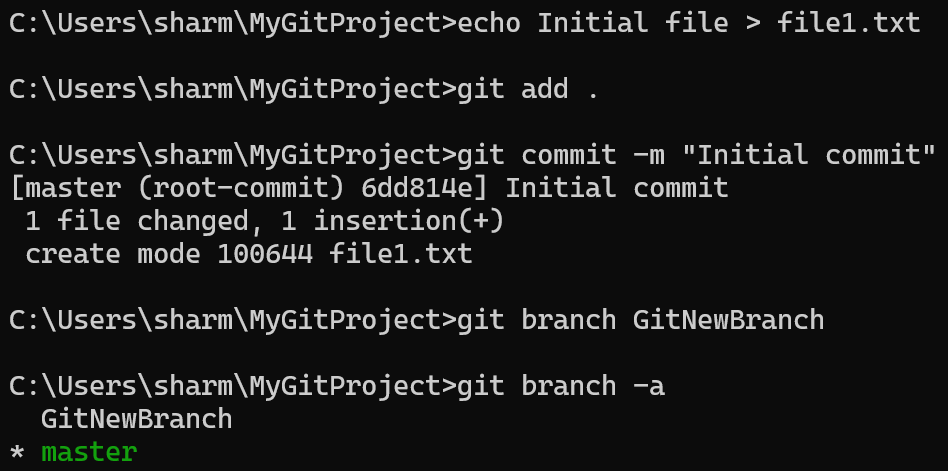 C:\Users\sharm\MyGitProject>echo Initial file > file1.txt
C:\Users\sharm\MyGitProject>git add .
C:\Users\sharm\MyGitProject>git commit -m "Initial commit"
[master (root-commit) 6dd814e] Initial commit
 1 file changed, 1 insertion(+)
 create mode 100644 file1.txt
C:\Users\sharm\MyGitProject>git branch GitNewBranch
C:\Users\sharm\MyGitProject>git branch -a
  GitNewBranch
* master